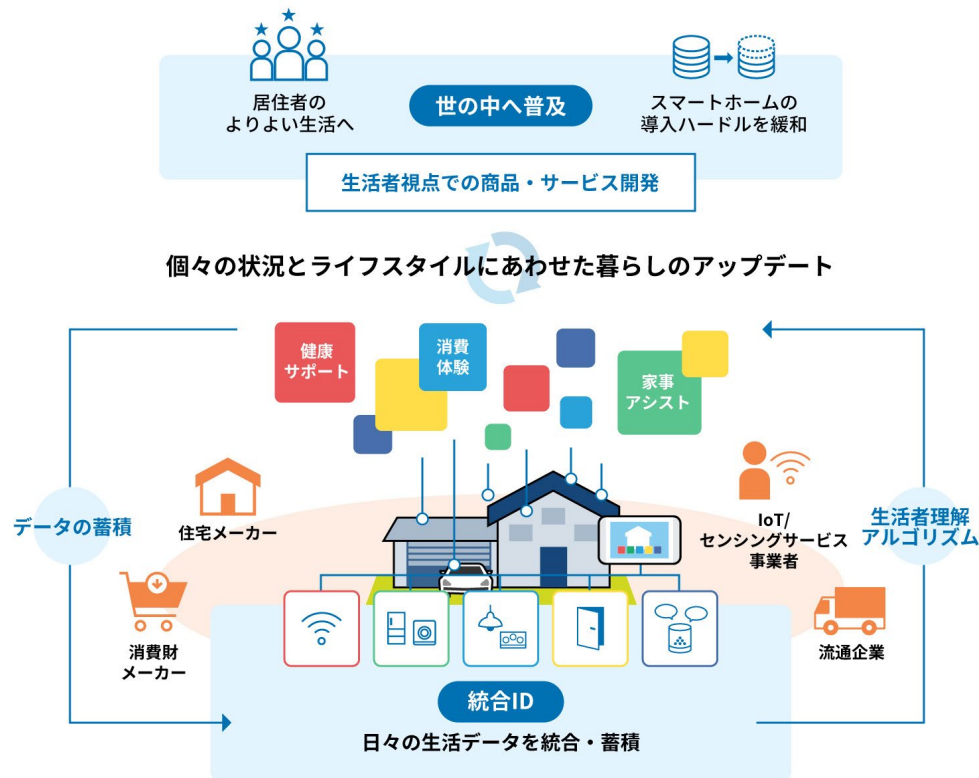 居住者の
よりよい生活へ
世の中へ普及
スマートホームの
導入ハードルを緩和
生活者視点での商品・サービス開発
個々の状況とライフスタイルにあわせた暮らしのアップデート
健康
サポート
消費
体験
家事
アシスト
住宅メーカー
IoT/
センシングサービス
事業者
データの蓄積
生活者理解
アルゴリズム
消費財
メーカー
流通企業
統合ID
日々の生活データを統合・蓄積